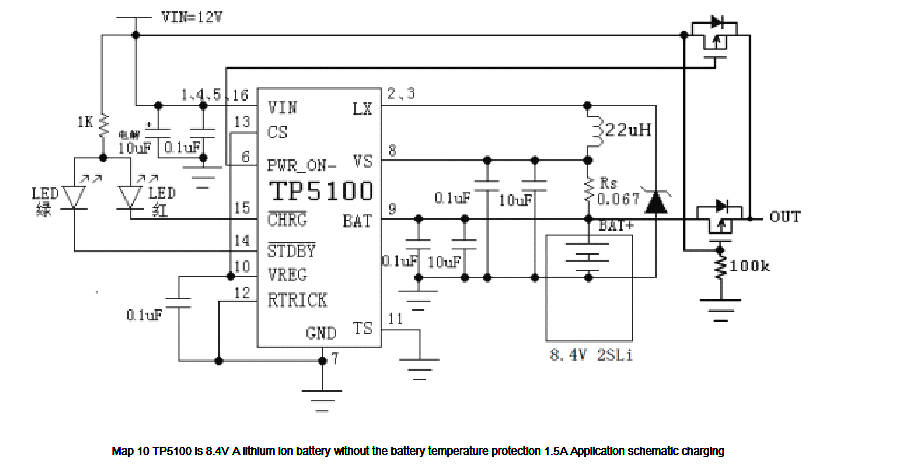 VIN=12V
1、4、5、16
2、3
VIN
LX
13
CS
1K
电解
10uF
0.1uF
22uH
8
VS
6
PWR_ON-
TP5100
Rs
0.067
0.1uF
10uF
LED
绿
LED
红
15
CHRG
BAT
9
BAT+
OUT
14
STDBY
0.1uF
10uF
10
VREG
100k
12
RTRICK
0.1uF
TS
11
GND
7
8.4V 2SLi
Map 10 TP5100 is 8.4V A lithium ion battery without the battery temperature protection 1.5A Application schematic charging